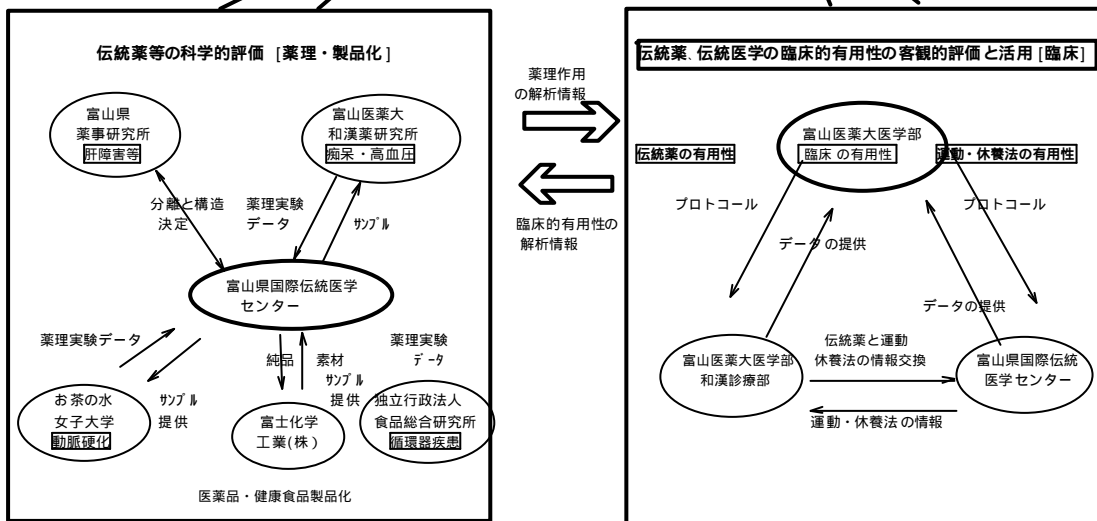 伝統薬等の科学的評価 [薬理・製品化]
富山県
薬事研究所
肝障害等
富山医薬大
和漢薬研究所
痴呆・高血圧
分離と構造
決定
薬理実験
データ
サンプル
富山県国際伝統医学
センター
薬理実験データ
純品
素材
サンプル
提供
薬理実験
データ
お茶の水
女子大学
動脈硬化
サンプル
提供
富士化学
工業(株)
独立行政法人
食品総合研究所
循環器疾患
医薬品・健康食品製品化
薬理作用
の解析情報
臨床的有用性の
解析情報
伝統薬、伝統医学の臨床的有用性の客観的評価と活用 [臨床]
富山医薬大医学部
臨床の有用性
伝統薬の有用性
運動・休養法の有用性
プロトコール
プロトコール
データの提供
データの提供
富山医薬大医学部
和漢診療部
伝統薬と運動
休養法の情報交換
富山県国際伝統
医学センター
運動・休養法の情報